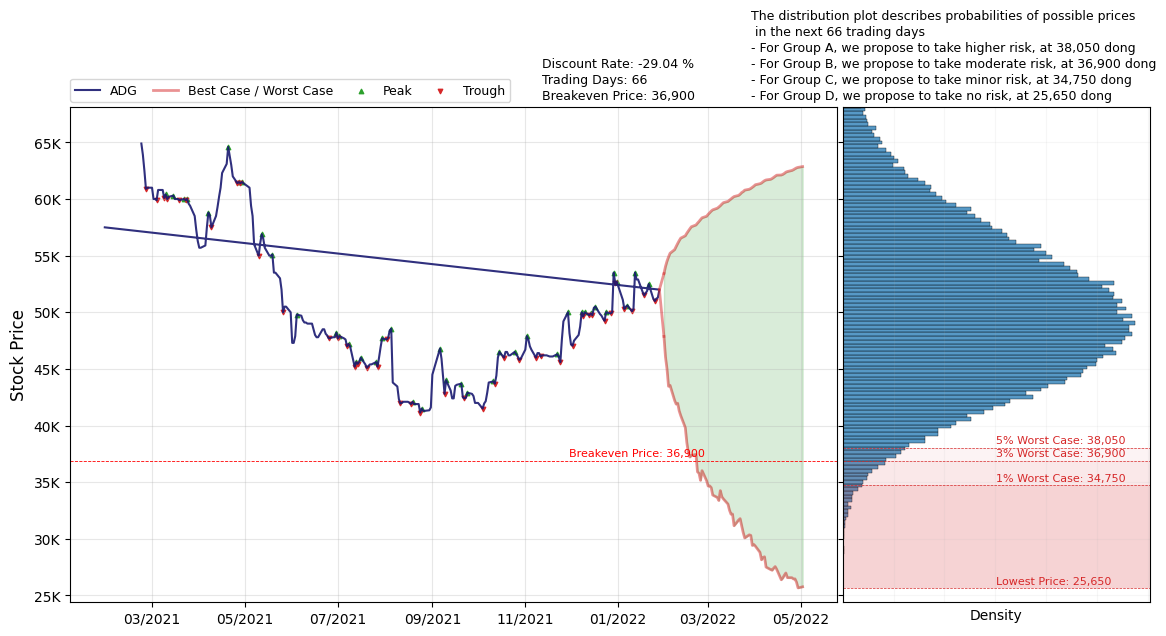 The distribution plot describes probabilities of possible prices
in the next 66 trading days
- For Group A, we propose to take higher risk, at 38,050 dong
- For Group B, we propose to take moderate risk, at 36,900 dong
- For Group C, we propose to take minor risk, at 34,750 dong
- For Group D, we propose to take no risk, at 25,650 dong
Discount Rate: -29.04 %
Trading Days: 66
Breakeven Price: 36,900
ADG
Best Case / Worst Case
Peak
Trough
Stock Price
65K
60K
55K
50K
45K
40K
35K
30K
25K
Breakeven Price: 36,900
5% Worst Case: 38,050
3% Worst Case: 36,900
1% Worst Case: 34,750
Lowest Price: 25,650
03/2021
05/2021
07/2021
09/2021
11/2021
01/2022
03/2022
05/2022
Density